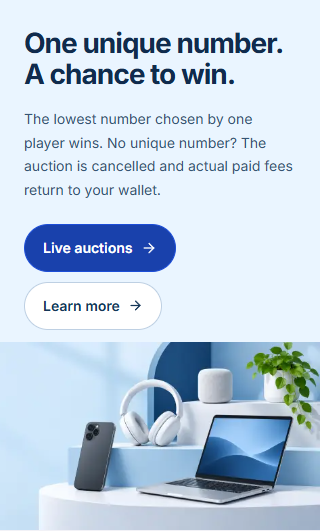 One unique number.
A chance to win.
The lowest number chosen by one
player wins. No unique number? The
auction is cancelled and actual paid fees
return to your wallet.
Live auctions →
Learn more →